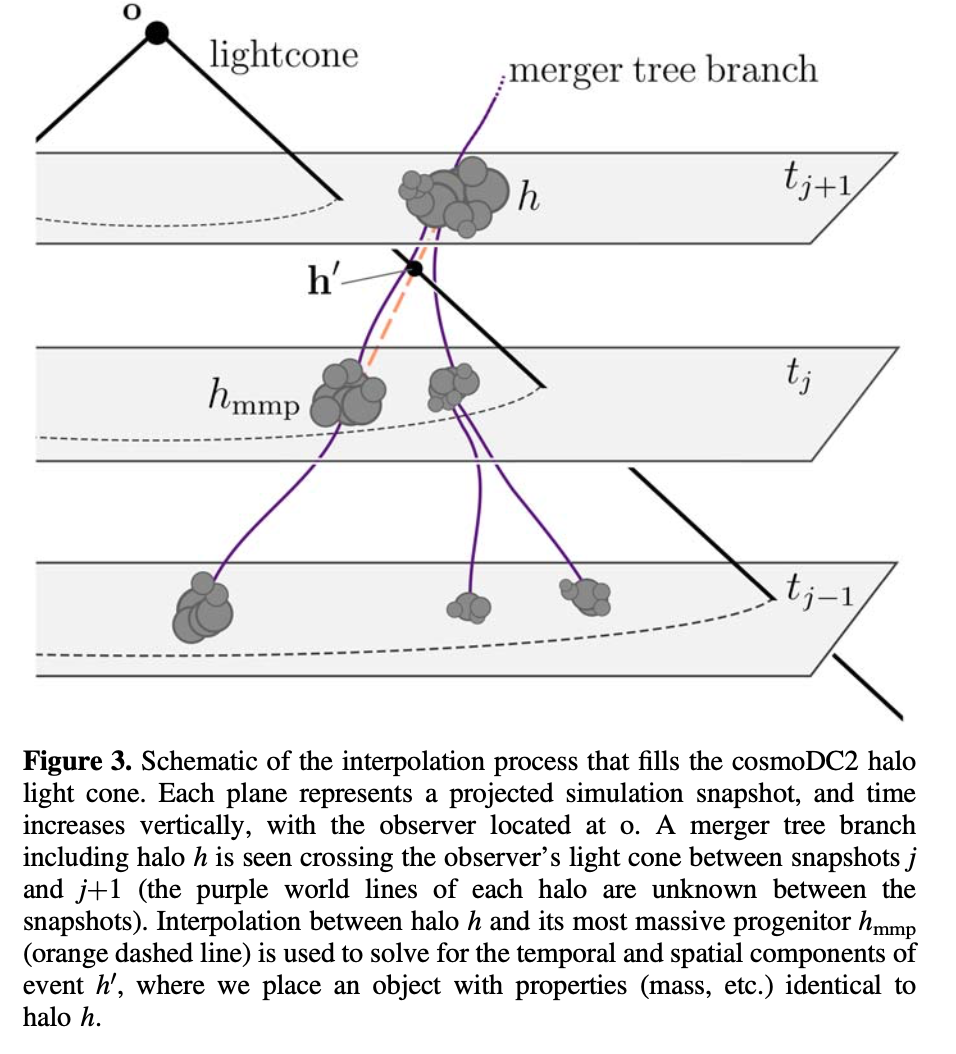 o
lightcone
merger tree branch
t_{j+1}
h
h′
t_j
h_{mmp}
t_{j−1}
Figure 3. Schematic of the interpolation process that fills the cosmoDC2 halo
light cone. Each plane represents a projected simulation snapshot, and time
increases vertically, with the observer located at o. A merger tree branch
including halo h is seen crossing the observer’s light cone between snapshots j
and j+1 (the purple world lines of each halo are unknown between the
snapshots). Interpolation between halo h and its most massive progenitor h_{mmp}
(orange dashed line) is used to solve for the temporal and spatial components of
event h′, where we place an object with properties (mass, etc.) identical to
halo h.